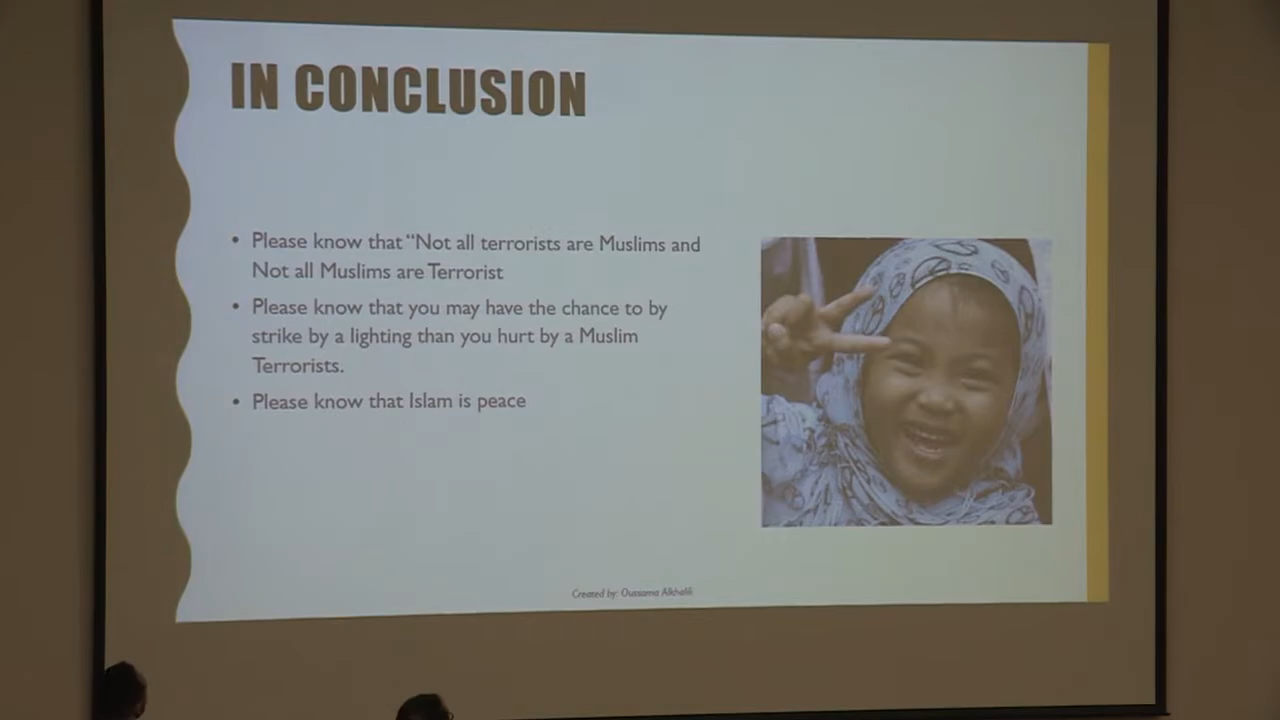 IN CONCLUSION
• Please know that “Not all terrorists are Muslims and
Not all Muslims are Terrorist
• Please know that you may have the chance to by
strike by a lighting than you hurt by a Muslim
Terrorists.
• Please know that Islam is peace
Created by: Oussama Alkhalili